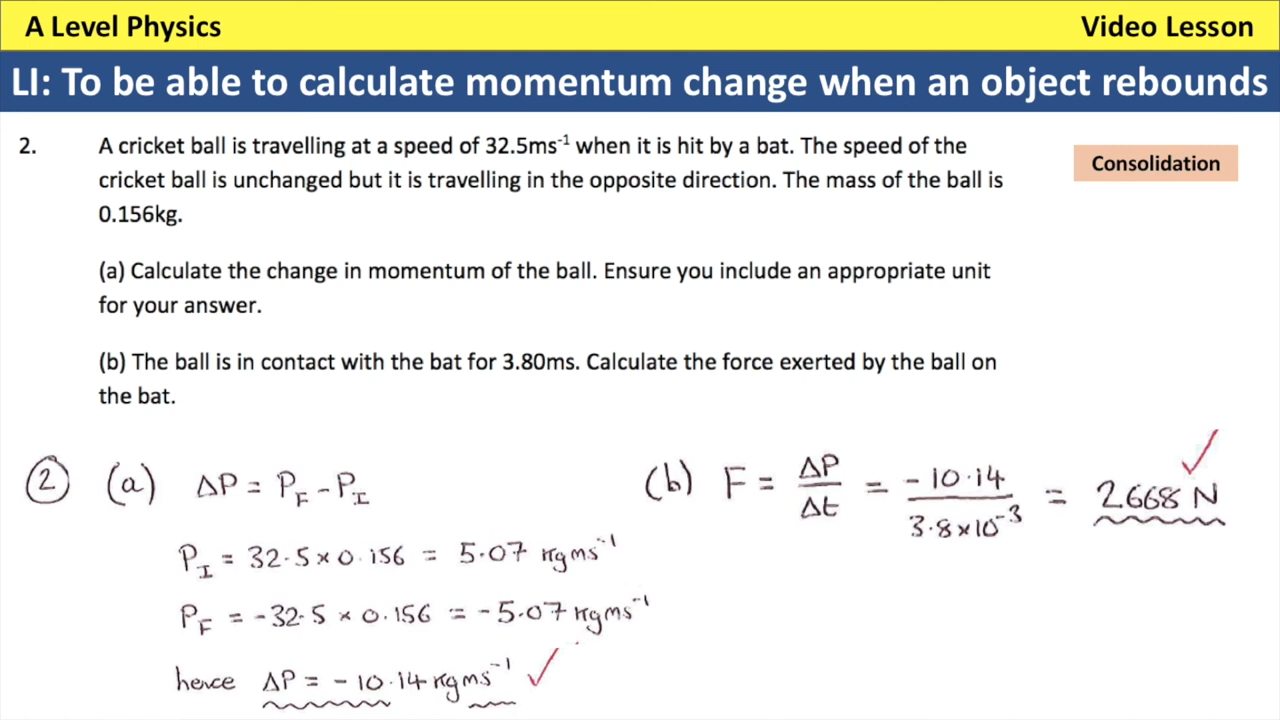 A Level Physics
Video Lesson
LI: To be able to calculate momentum change when an object rebounds
Consolidation
2. A cricket ball is travelling at a speed of 32.5ms⁻¹ when it is hit by a bat. The speed of the
cricket ball is unchanged but it is travelling in the opposite direction. The mass of the ball is
0.156kg.
(a) Calculate the change in momentum of the ball. Ensure you include an appropriate unit
for your answer.
(b) The ball is in contact with the bat for 3.80ms. Calculate the force exerted by the ball on
the bat.
② (a) ΔP = P_F - P_I
P_I = 32.5 × 0.156 = 5.07 kgms⁻¹
P_F = -32.5 × 0.156 = -5.07 kgms⁻¹
hence ΔP = -10.14 kgms⁻¹ ✓
(b) F = ΔP/Δt = -10.14/3.8×10⁻³ = 2668 N ✓